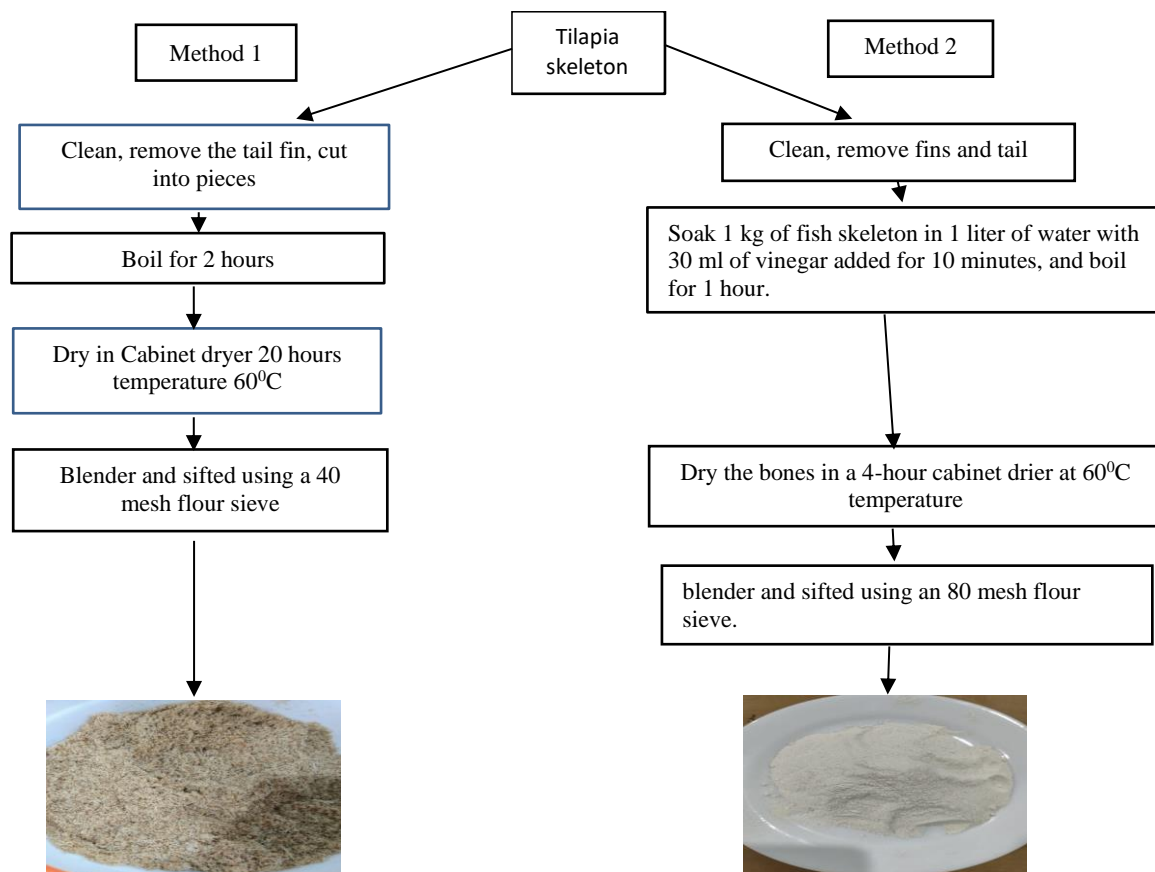 Method 1
Tilapia
skeleton
Method 2
Clean, remove the tail fin, cut
into pieces
Boil for 2 hours
Dry in Cabinet dryer 20 hours
temperature 60⁰C
Blender and sifted using a 40
mesh flour sieve
Clean, remove fins and tail
Soak 1 kg of fish skeleton in 1 liter of water with
30 ml of vinegar added for 10 minutes, and boil
for 1 hour.
Dry the bones in a 4-hour cabinet drier at 60⁰C
temperature
blender and sifted using an 80 mesh flour
sieve.